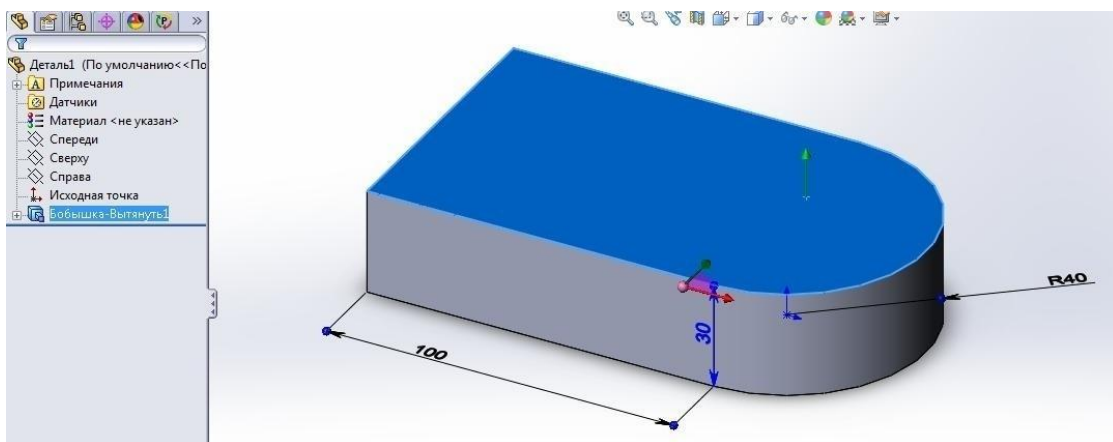 »
Деталь1 (По умолчанию<<По
A Примечания
Датчики
Материал <не указан>
Спереди
Сверху
Справа
Исходная точка
Бобышка-Вытянуть1
R40
30
100